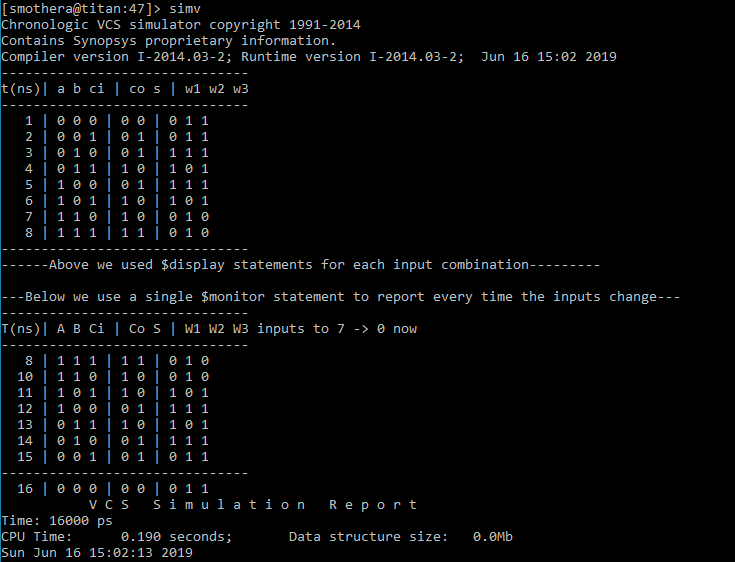 [smothera@titan:47]> simv
Chronologic VCS simulator copyright 1991-2014
Contains Synopsys proprietary information.
Compiler version I-2014.03-2; Runtime version I-2014.03-2;  Jun 16 15:02 2019
-------------------------------
t(ns)| a b ci | co s | w1 w2 w3
-------------------------------
   1 | 0 0 0 | 0 0 | 0 1 1
   2 | 0 0 1 | 0 1 | 0 1 1
   3 | 0 1 0 | 0 1 | 1 1 1
   4 | 0 1 1 | 1 0 | 1 0 1
   5 | 1 0 0 | 0 1 | 1 1 1
   6 | 1 0 1 | 1 0 | 1 0 1
   7 | 1 1 0 | 1 0 | 0 1 0
   8 | 1 1 1 | 1 1 | 0 1 0
-------------------------------
------Above we used $display statements for each input combination---------
---Below we use a single $monitor statement to report every time the inputs change---
-------------------------------
T(ns)| A B Ci | Co S | W1 W2 W3 inputs to 7 -> 0 now
-------------------------------
   8 | 1 1 1 | 1 1 | 0 1 0
  10 | 1 1 0 | 1 0 | 0 1 0
  11 | 1 0 1 | 1 0 | 1 0 1
  12 | 1 0 0 | 0 1 | 1 1 1
  13 | 0 1 1 | 1 0 | 1 0 1
  14 | 0 1 0 | 0 1 | 1 1 1
  15 | 0 0 1 | 0 1 | 0 1 1
-------------------------------
  16 | 0 0 0 | 0 0 | 0 1 1
           V C S   S i m u l a t i o n   R e p o r t
Time: 16000 ps
CPU Time:      0.190 seconds;       Data structure size:   0.0Mb
Sun Jun 16 15:02:13 2019